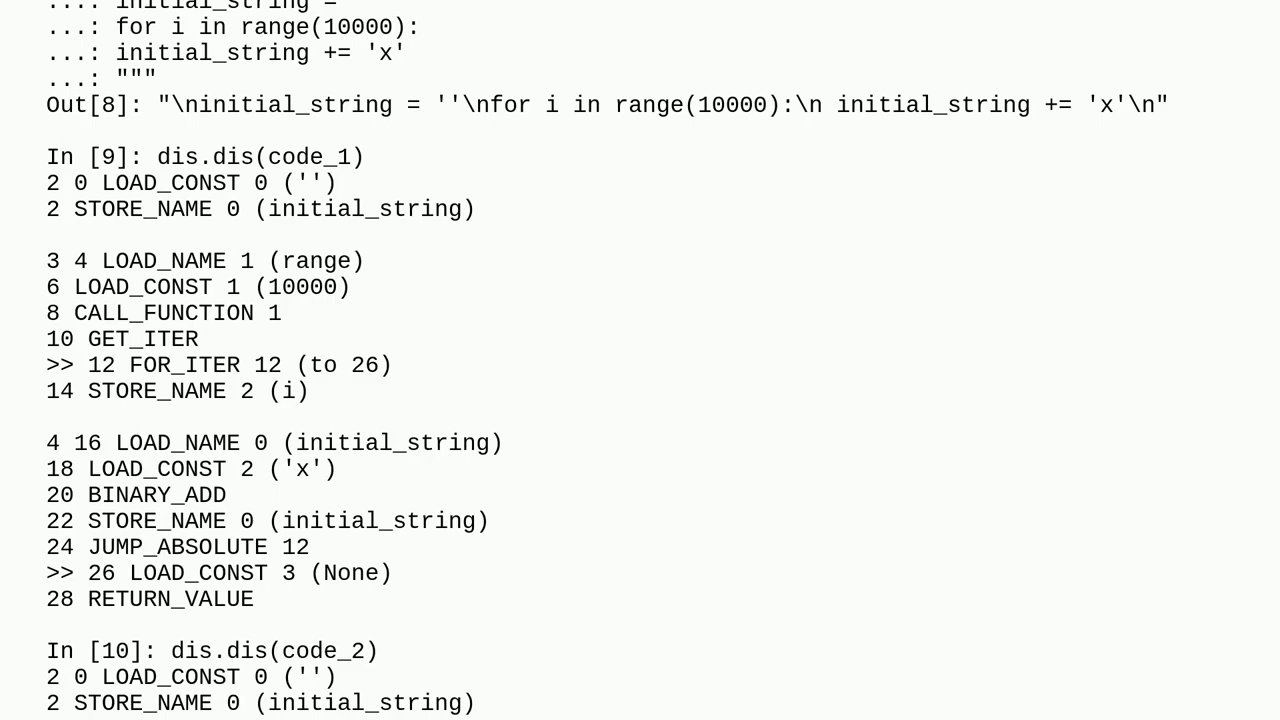 ...: initial_string = ''
...: for i in range(10000):
...: initial_string += 'x'
...: """
Out[8]: "\ninitial_string = ''\nfor i in range(10000):\n initial_string += 'x'\n"
In [9]: dis.dis(code_1)
2 0 LOAD_CONST 0 ('')
2 STORE_NAME 0 (initial_string)
3 4 LOAD_NAME 1 (range)
6 LOAD_CONST 1 (10000)
8 CALL_FUNCTION 1
10 GET_ITER
>> 12 FOR_ITER 12 (to 26)
14 STORE_NAME 2 (i)
4 16 LOAD_NAME 0 (initial_string)
18 LOAD_CONST 2 ('x')
20 BINARY_ADD
22 STORE_NAME 0 (initial_string)
24 JUMP_ABSOLUTE 12
>> 26 LOAD_CONST 3 (None)
28 RETURN_VALUE
In [10]: dis.dis(code_2)
2 0 LOAD_CONST 0 ('')
2 STORE_NAME 0 (initial_string)